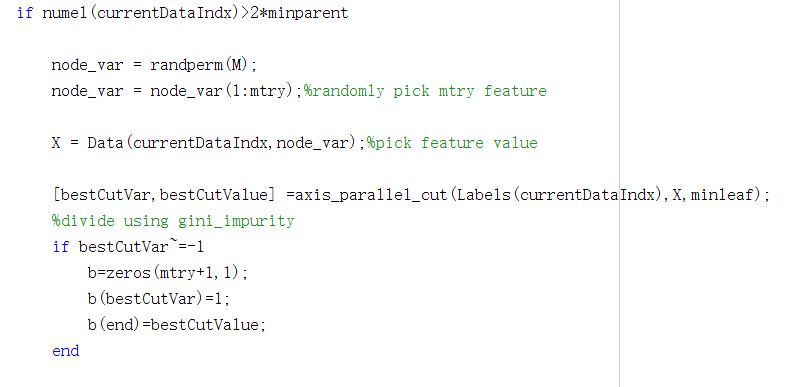 if numel(currentDataIndx)>2*minparent
node_var = randperm(M);
node_var = node_var(1:mtry);%randomly pick mtry feature
X = Data(currentDataIndx,node_var);%pick feature value
[bestCutVar,bestCutValue] =axis_parallel_cut(Labels(currentDataIndx),X,minleaf);
%divide using gini_impurity
if bestCutVar~=-1
b=zeros(mtry+1,1);
b(bestCutVar)=1;
b(end)=bestCutValue;
end